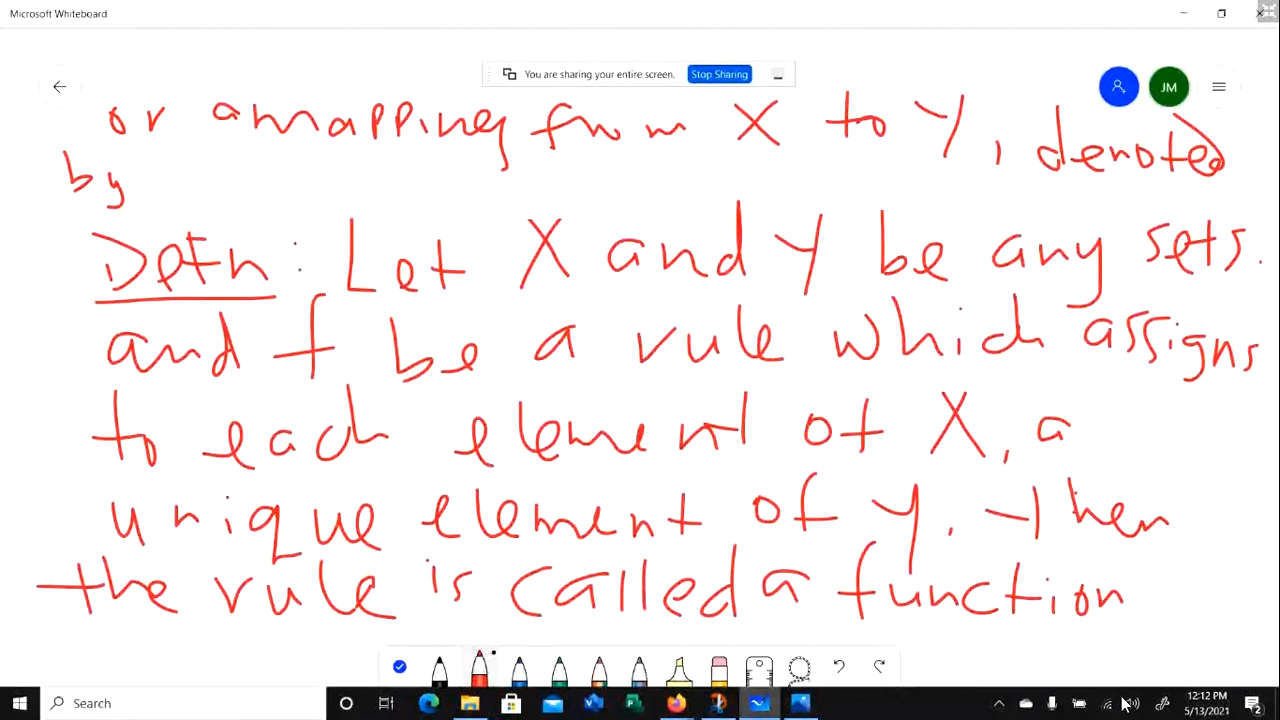 Microsoft Whiteboard
You are sharing your entire screen. Stop Sharing
JM
or a mapping from X to Y, denoted
by
Defn: Let X and Y be any sets.
and f be a rule which assigns
to each element of X, a
unique element of Y. Then
the rule is called a function
Search
12:12 PM
5/13/2021
2